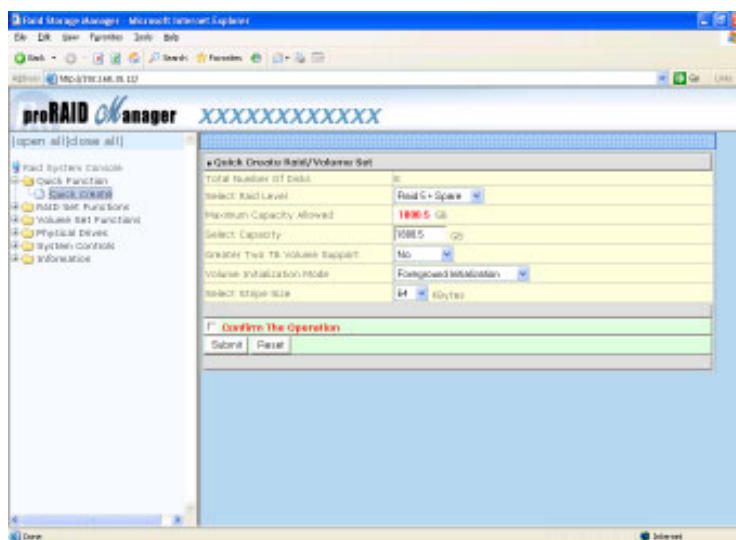 Raid Storage Manager - Microsoft Internet Explorer
File Edit View Favorites Tools Help
Back Search Favorites
Address
Go Links
proRAID Manager XXXXXXXXXXXX
[open all|close all]
Raid System Console
Quick Function
Quick Create
RAID Set Functions
Volume Set Functions
Physical Drives
System Controls
Information
Quick Create Raid/Volume Set
Total Number Of Disks
Select Raid Level Raid 5 + Spare
Maximum Capacity Allowed GB
Select Capacity GB
Greater Two TB Volume Support No
Volume Initialization Mode Foreground Initialization
Select Stripe Size 64 KBytes
Confirm The Operation
Submit Reset
Done Internet